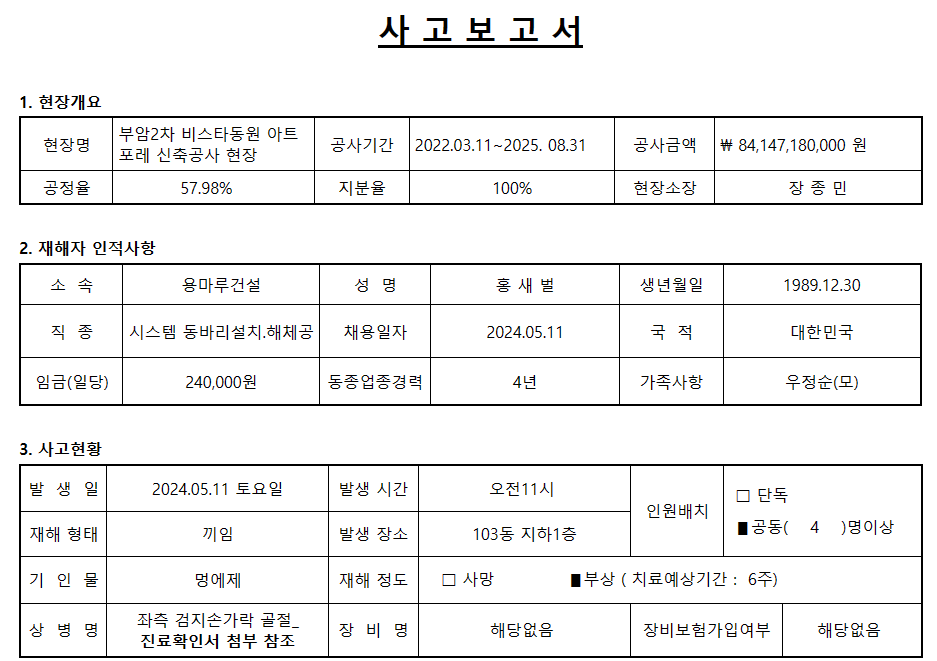 사 고 보 고 서
1. 현장개요
현장명 부암2차 비스타동원 아트 공사기간 2022.03.11~2025. 08.31 공사금액 ₩ 84,147,180,000 원
포레 신축공사 현장
공정율 57.98% 지분율 100% 현장소장 장 종 민
2. 재해자 인적사항
소 속 용마루건설 성 명 홍 새 벌 생년월일 1989.12.30
직 종 시스템 동바리설치.해체공 채용일자 2024.05.11 국 적 대한민국
임금(일당) 240,000원 동종업종경력 4년 가족사항 우정순(모)
3. 사고현황
발 생 일 2024.05.11 토요일 발생 시간 오전11시 인원배치 □ 단독
재해 형태 끼임 발생 장소 103동 지하1층 ■공동( 4 )명이상
기 인 물 멍에제 재해 정도 □ 사망 ■부상 ( 치료예상기간 : 6주)
상 병 명 좌측 검지손가락 골절_ 장 비 명 해당없음 장비보험가입여부 해당없음
진료확인서 첨부 참조